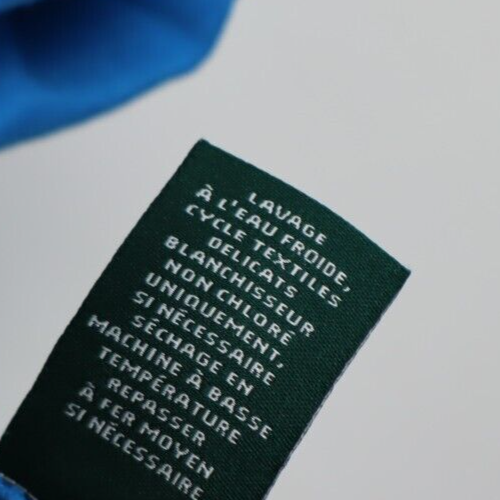 LAVAGE
À L'EAU FROIDE,
CYCLE TEXTILES
DELICATS
BLANCHISSEUR
NON CHLORÉ
UNIQUEMENT,
SI NÉCESSAIRE,
SÉCHAGE EN
MACHINE À BASSE
TEMPÉRATURE
REPASSER
À FER MOYEN
SI NÉCESSAIRE